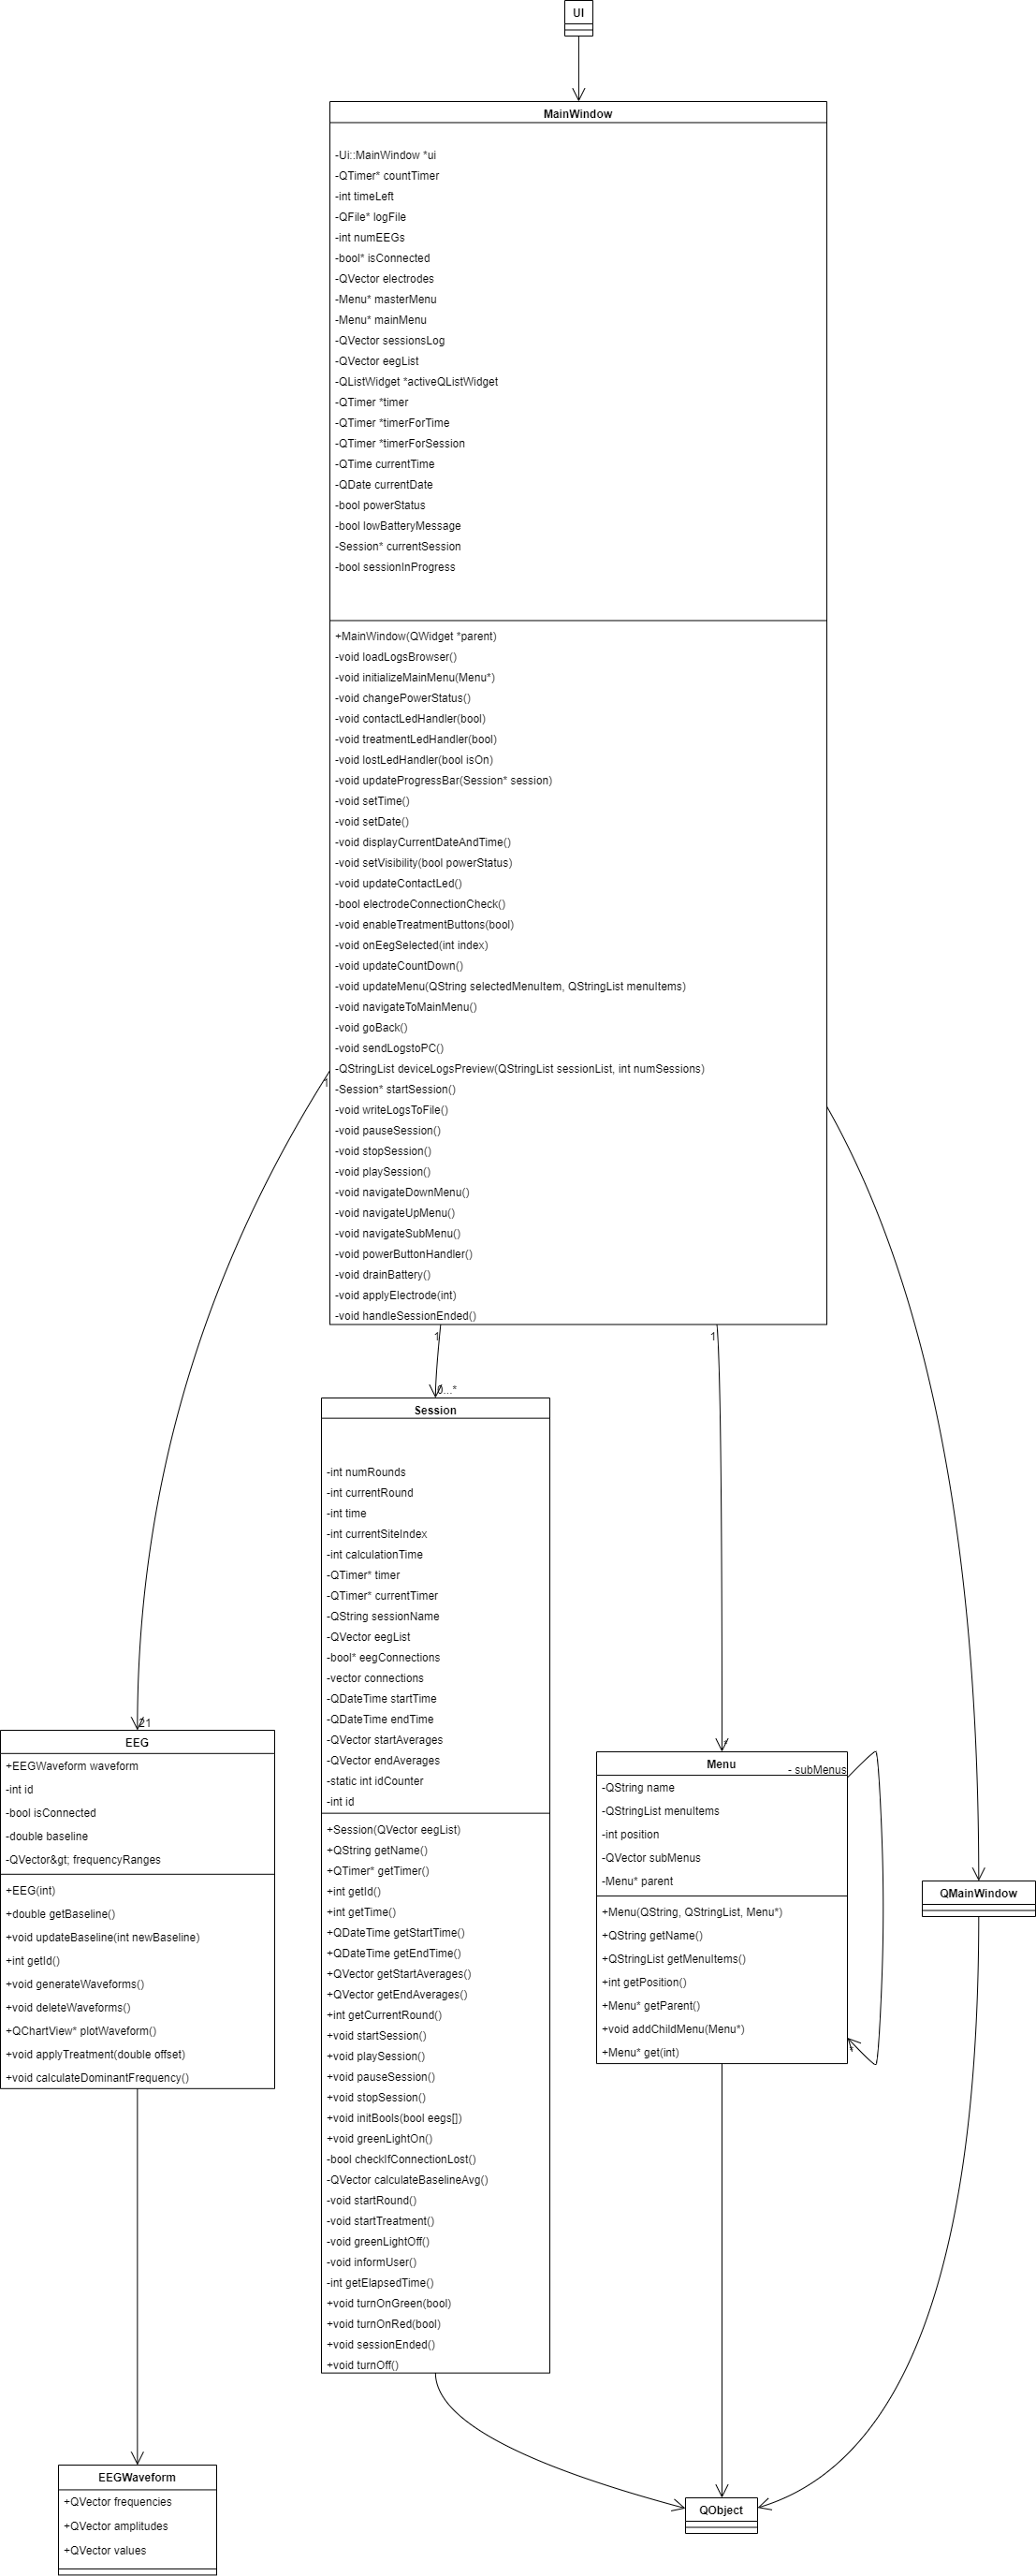 UI
MainWindow
-Ui::MainWindow *ui
-QTimer* countTimer
-int timeLeft
-QFile* logFile
-int numEEGs
-bool* isConnected
-QVector electrodes
-Menu* masterMenu
-Menu* mainMenu
-QVector sessionsLog
-QVector eegList
-QListWidget *activeQListWidget
-QTimer *timer
-QTimer *timerForTime
-QTimer *timerForSession
-QTime currentTime
-QDate currentDate
-bool powerStatus
-bool lowBatteryMessage
-Session* currentSession
-bool sessionInProgress
+MainWindow(QWidget *parent)
-void loadLogsBrowser()
-void initializeMainMenu(Menu*)
-void changePowerStatus()
-void contactLedHandler(bool)
-void treatmentLedHandler(bool)
-void lostLedHandler(bool isOn)
-void updateProgressBar(Session* session)
-void setTime()
-void setDate()
-void displayCurrentDateAndTime()
-void setVisibility(bool powerStatus)
-void updateContactLed()
-bool electrodeConnectionCheck()
-void enableTreatmentButtons(bool)
-void onEegSelected(int index)
-void updateCountDown()
-void updateMenu(QString selectedMenuItem, QStringList menuItems)
-void navigateToMainMenu()
-void goBack()
-void sendLogstoPC()
-QStringList deviceLogsPreview(QStringList sessionList, int numSessions)
1
-Session* startSession()
-void writeLogsToFile()
-void pauseSession()
-void stopSession()
-void playSession()
-void navigateDownMenu()
-void navigateUpMenu()
-void navigateSubMenu()
-void powerButtonHandler()
-void drainBattery()
-void applyElectrode(int)
-void handleSessionEnded()
1
1
0...*
Session
-int numRounds
-int currentRound
-int time
-int currentSiteIndex
-int calculationTime
-QTimer* timer
-QTimer* currentTimer
-QString sessionName
-QVector eegList
-bool* eegConnections
-vector connections
-QDateTime startTime
-QDateTime endTime
-QVector startAverages
-QVector endAverages
-static int idCounter
-int id
+Session(QVector eegList)
+QString getName()
+QTimer* getTimer()
+int getId()
+int getTime()
+QDateTime getStartTime()
+QDateTime getEndTime()
+QVector getStartAverages()
+QVector getEndAverages()
+int getCurrentRound()
+void startSession()
+void playSession()
+void pauseSession()
+void stopSession()
+void initBools(bool eegs[])
+void greenLightOn()
-bool checkIfConnectionLost()
-QVector calculateBaselineAvg()
-void startRound()
-void startTreatment()
-void greenLightOff()
-void informUser()
-int getElapsedTime()
+void turnOnGreen(bool)
+void turnOnRed(bool)
+void sessionEnded()
+void turnOff()
21
EEG
+EEGWaveform waveform
-int id
-bool isConnected
-double baseline
-QVector&gt; frequencyRanges
+EEG(int)
+double getBaseline()
+void updateBaseline(int newBaseline)
+int getId()
+void generateWaveforms()
+void deleteWaveforms()
+QChartView* plotWaveform()
+void applyTreatment(double offset)
+void calculateDominantFrequency()
*
Menu
- subMenus
-QString name
-QStringList menuItems
-int position
-QVector subMenus
-Menu* parent
+Menu(QString, QStringList, Menu*)
+QString getName()
+QStringList getMenuItems()
+int getPosition()
+Menu* getParent()
+void addChildMenu(Menu*)
+Menu* get(int)
*
QMainWindow
EEGWaveform
+QVector frequencies
+QVector amplitudes
+QVector values
QObject